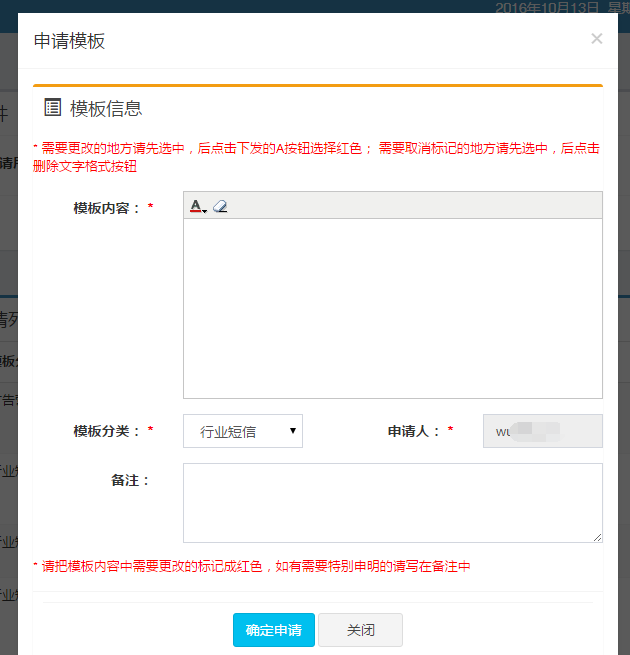 2016年10月13日 星期
申请模板
×
模板信息
* 需要更改的地方请先选中，后点击下发的A按钮选择红色； 需要取消标记的地方请先选中，后点击
删除文字格式按钮
模板内容： *
A
模板分类： * 行业短信 申请人： * wu
备注：
* 请把模板内容中需要更改的标记成红色，如有需要特别申明的请写在备注中
确定申请 关闭